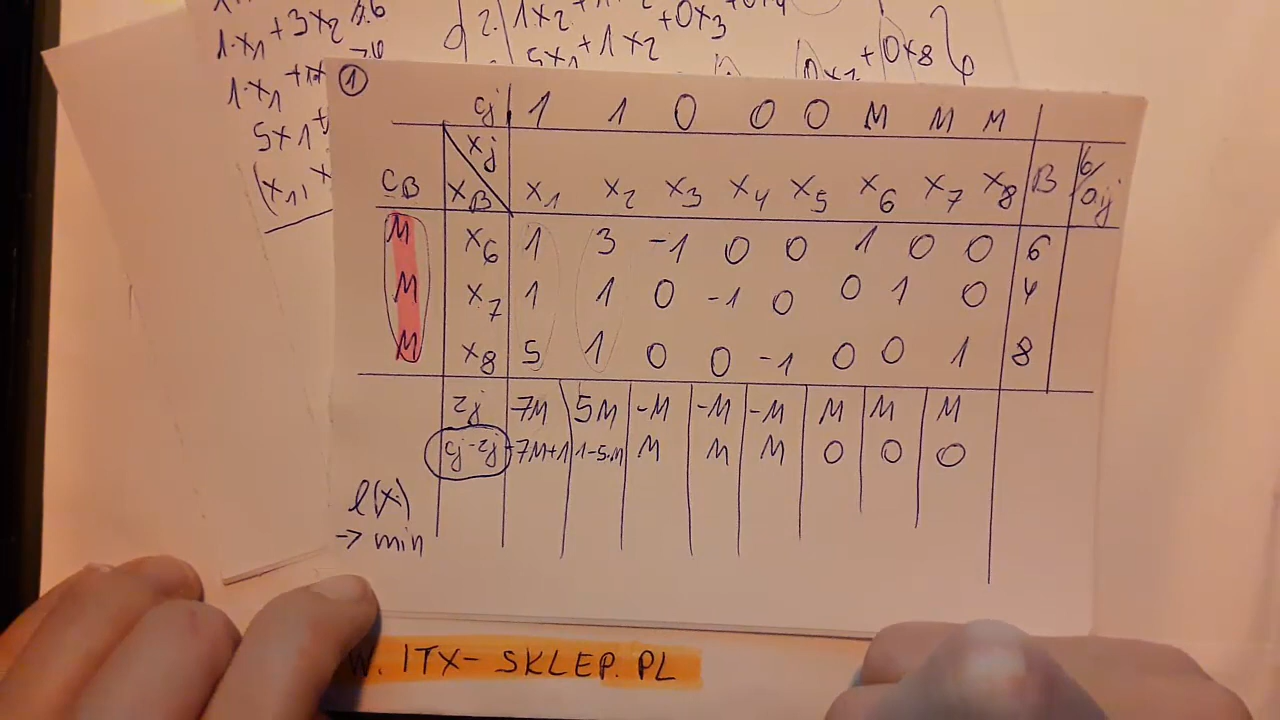 1·x1+3x2
1·x1+1x
5x1+
(x1, x
2. 1x2+
+0x3
5x1+1x2
+0x8
①
cj 1 1 0 0 0 M M M
xj
CB xB x1 x2 x3 x4 x5 x6 x7 x8 B b/aij
M x6 1 3 -1 0 0 1 0 0 6
M x7 1 1 0 -1 0 0 1 0 4
M x8 5 1 0 0 -1 0 0 1 8
zj 7M 5M -M -M -M M M M
cj-zj -7M+1 1-5M M M M 0 0 0
l(x)
→ min
W. ITX-SKLEP.PL